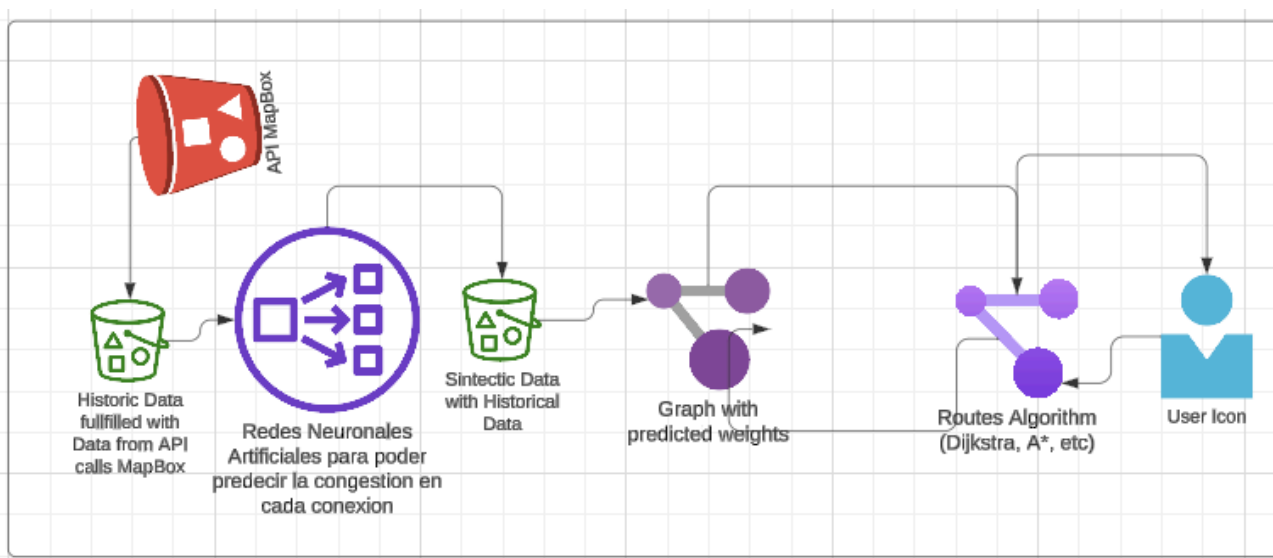 API MapBox
Historic Data
fullfilled with
Data from API
calls MapBox
Redes Neuronales
Artificiales para poder
predecir la congestion en
cada conexion
Sintectic Data
with Historical
Data
Graph with
predicted weights
Routes Algorithm
(Dijkstra, A*, etc)
User Icon